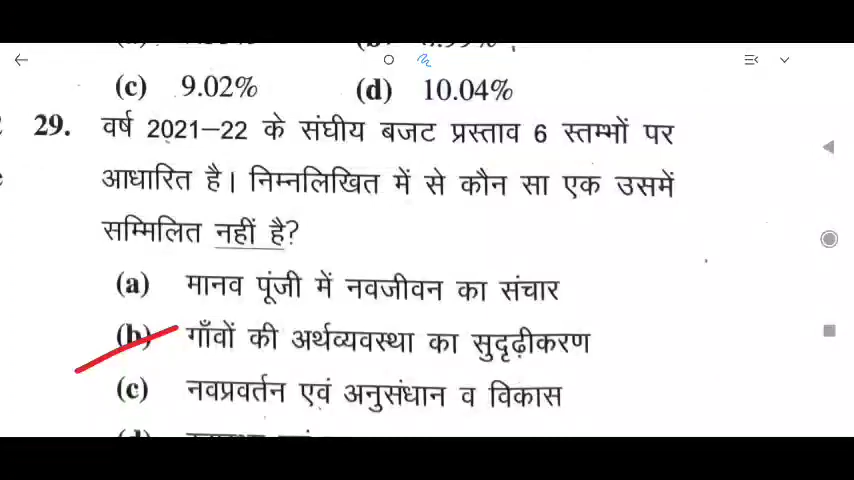 (c) 9.02% (d) 10.04%
29. वर्ष 2021–22 के संघीय बजट प्रस्ताव 6 स्तम्भों पर
आधारित है। निम्नलिखित में से कौन सा एक उसमें
सम्मिलित नहीं है?
(a) मानव पूंजी में नवजीवन का संचार
(b) गाँवों की अर्थव्यवस्था का सुदृढ़ीकरण
(c) नवप्रवर्तन एवं अनुसंधान व विकास